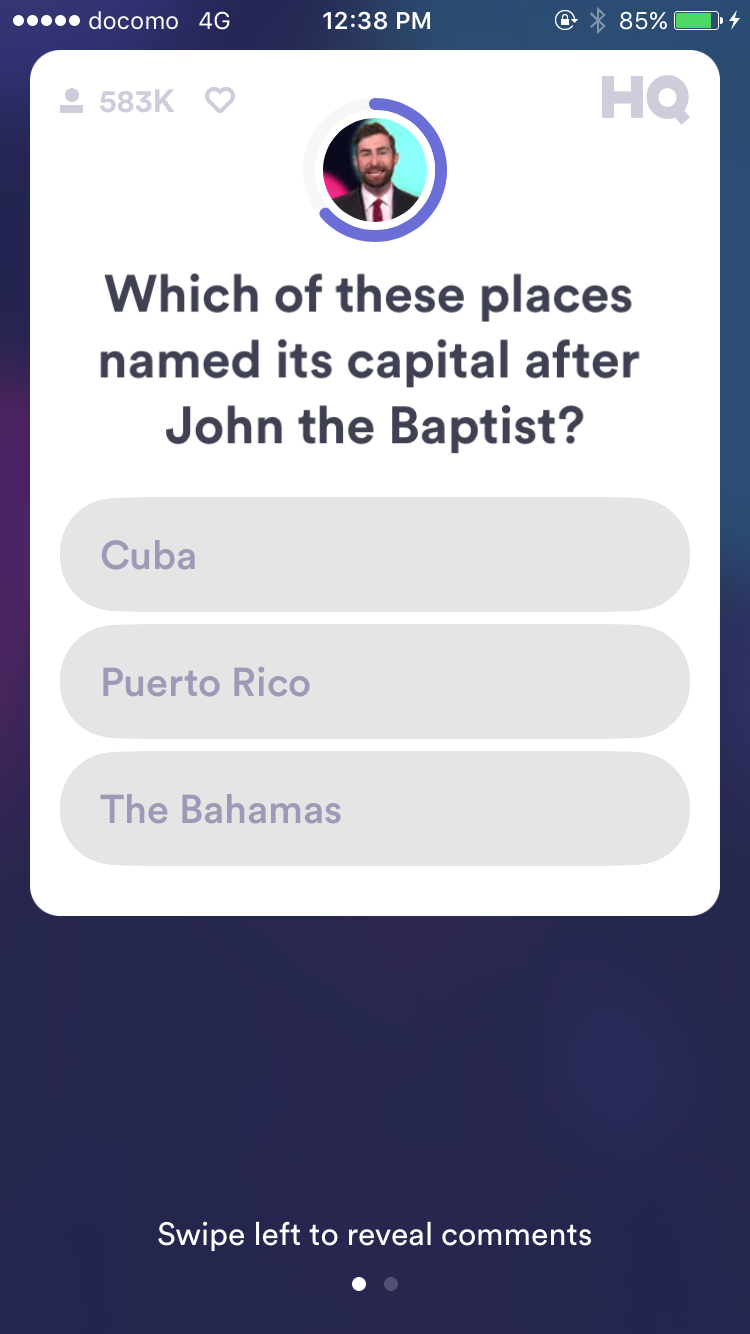 docomo 4G 12:38 PM 85%
583K HQ
Which of these places
named its capital after
John the Baptist?
Cuba
Puerto Rico
The Bahamas
Swipe left to reveal comments